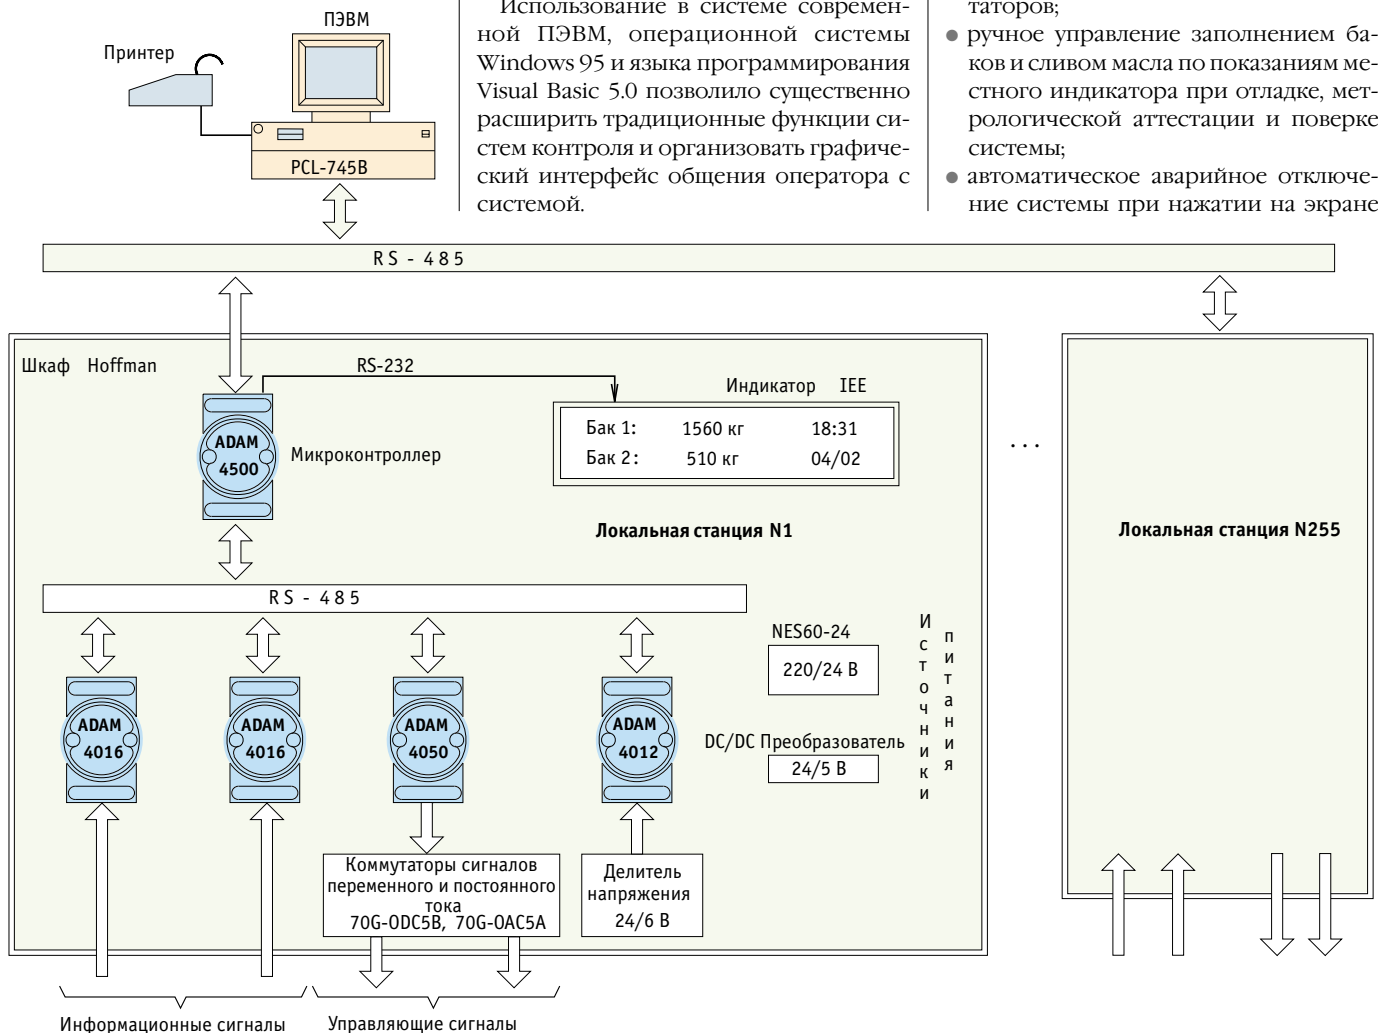 ПЭВМ
Принтер
PCL-745B
Использование в системе современ-
ной ПЭВМ, операционной системы
Windows 95 и языка программирования
Visual Basic 5.0 позволило существенно
расширить традиционные функции си-
стем контроля и организовать графиче-
ский интерфейс общения оператора с
системой.
таторов;
● ручное управление заполнением ба-
ков и сливом масла по показаниям ме-
стного индикатора при отладке, мет-
рологической аттестации и поверке
системы;
● автоматическое аварийное отключе-
ние системы при нажатии на экране
RS-485
Шкаф Hoffman
RS-232
Индикатор IEE
Бак 1: 1560 кг 18:31
Бак 2: 510 кг 04/02
ADAM
4500
Микроконтроллер
...
Локальная станция N1
Локальная станция N255
RS-485
NES60-24
220/24 В
DC/DC Преобразователь
24/5 В
Источники
питания
ADAM
4016
ADAM
4016
ADAM
4050
ADAM
4012
Коммутаторы сигналов
переменного и постоянного
тока
70G-ODC5B, 70G-OAC5A
Делитель
напряжения
24/6 В
Информационные сигналы
Управляющие сигналы